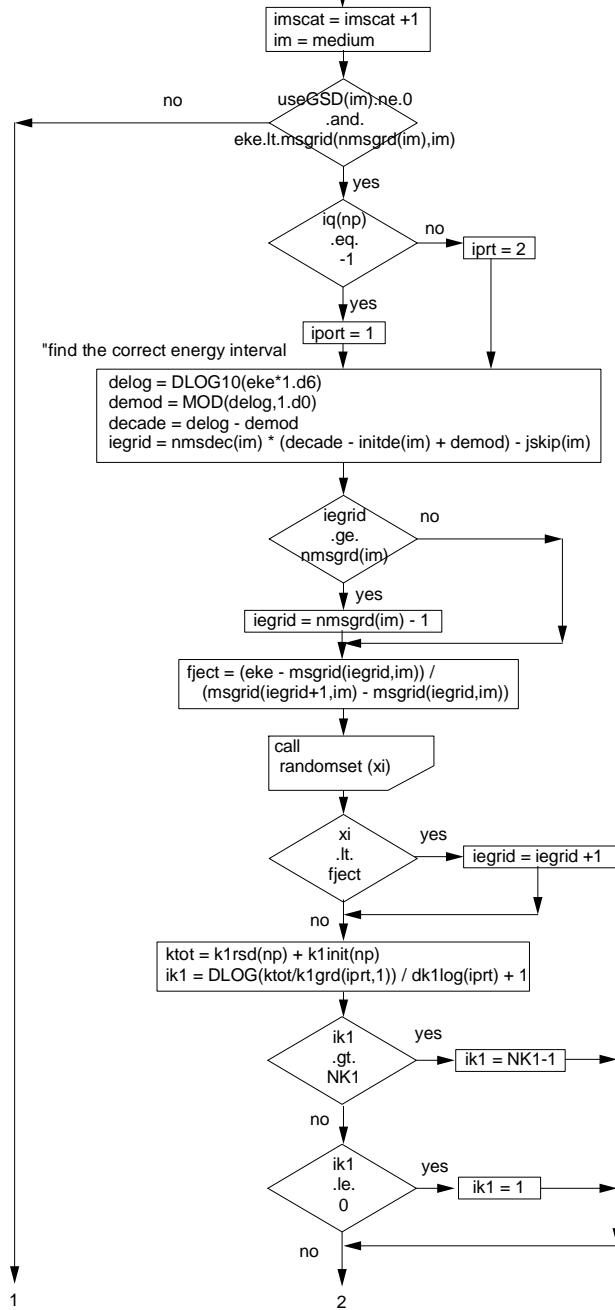 imscat = imscat +1
im = medium
no
useGSD(im).ne.0
.and.
eke.lt.msgrid(nmsgrd(im),im)
yes
iq(np)
.eq.
-1
no
iprt = 2
yes
iport = 1
"find the correct energy interval
delog = DLOG10(eke*1.d6)
demod = MOD(delog,1.d0)
decade = delog - demod
iegrid = nmsdec(im) * (decade - initde(im) + demod) - jskip(im)
iegrid
.ge.
nmsgrd(im)
no
yes
iegrid = nmsgrd(im) - 1
fject = (eke - msgrid(iegrid,im)) /
(msgrid(iegrid+1,im) - msgrid(iegrid,im))
call
randomset (xi)
xi
.lt.
fject
yes
iegrid = iegrid +1
no
ktot = k1rsd(np) + k1init(np)
ik1 = DLOG(ktot/k1grd(iprt,1)) / dk1log(iprt) + 1
ik1
.gt.
NK1
yes
ik1 = NK1-1
no
ik1
.le.
0
yes
ik1 = 1
no
1
2